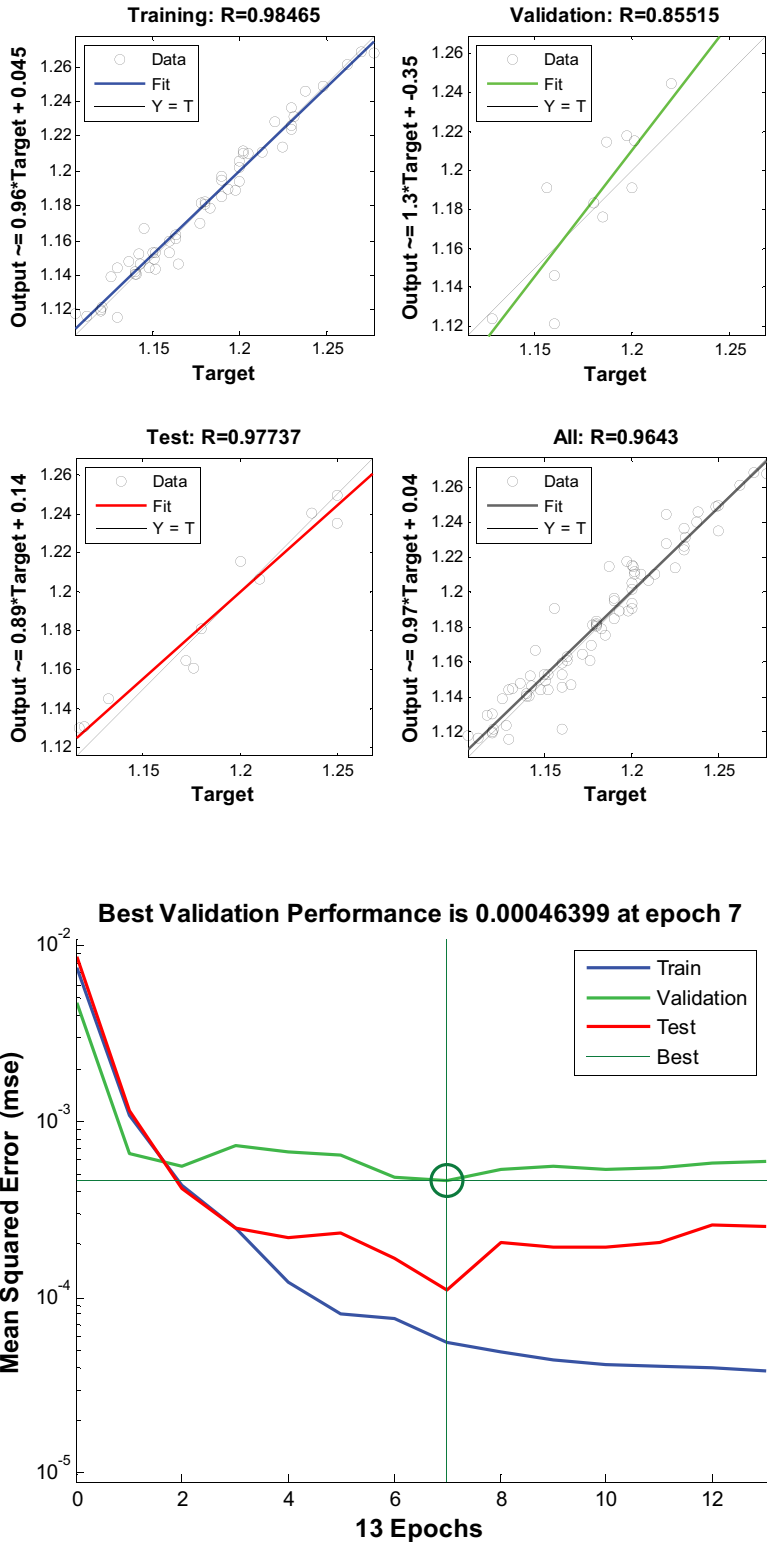 Training: R=0.98465
Output ~= 0.96*Target + 0.045
Data
Fit
Y = T
1.26
1.24
1.22
1.2
1.18
1.16
1.14
1.12
1.15 1.2 1.25
Target
Validation: R=0.85515
Output ~= 1.3*Target + -0.35
Data
Fit
Y = T
1.26
1.24
1.22
1.2
1.18
1.16
1.14
1.12
1.15 1.2 1.25
Target
Test: R=0.97737
Output ~= 0.89*Target + 0.14
Data
Fit
Y = T
1.26
1.24
1.22
1.2
1.18
1.16
1.14
1.12
1.15 1.2 1.25
Target
All: R=0.9643
Output ~= 0.97*Target + 0.04
Data
Fit
Y = T
1.26
1.24
1.22
1.2
1.18
1.16
1.14
1.12
1.15 1.2 1.25
Target
Best Validation Performance is 0.00046399 at epoch 7
Mean Squared Error (mse)
10-2
10-3
10-4
10-5
Train
Validation
Test
Best
0 2 4 6 8 10 12
13 Epochs